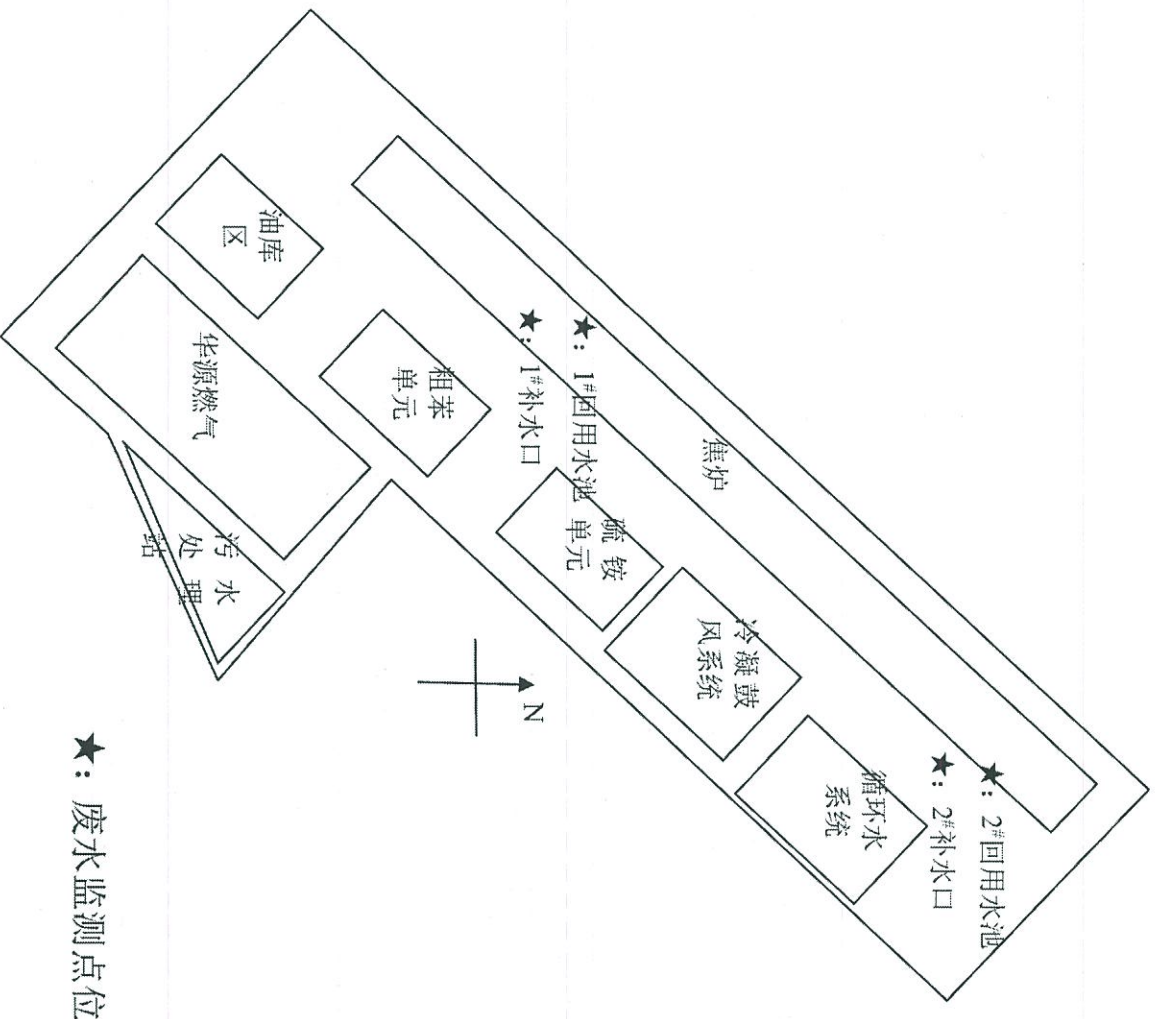 ★：2#回用水池
★：2#补水口
循环水
系统
冷凝鼓
风系统
焦炉
硫铵
单元
★：1#回用水池
★：1#补水口
粗苯
单元
油库
区
华源燃气
污水
处理
站
N
★：废水监测点位